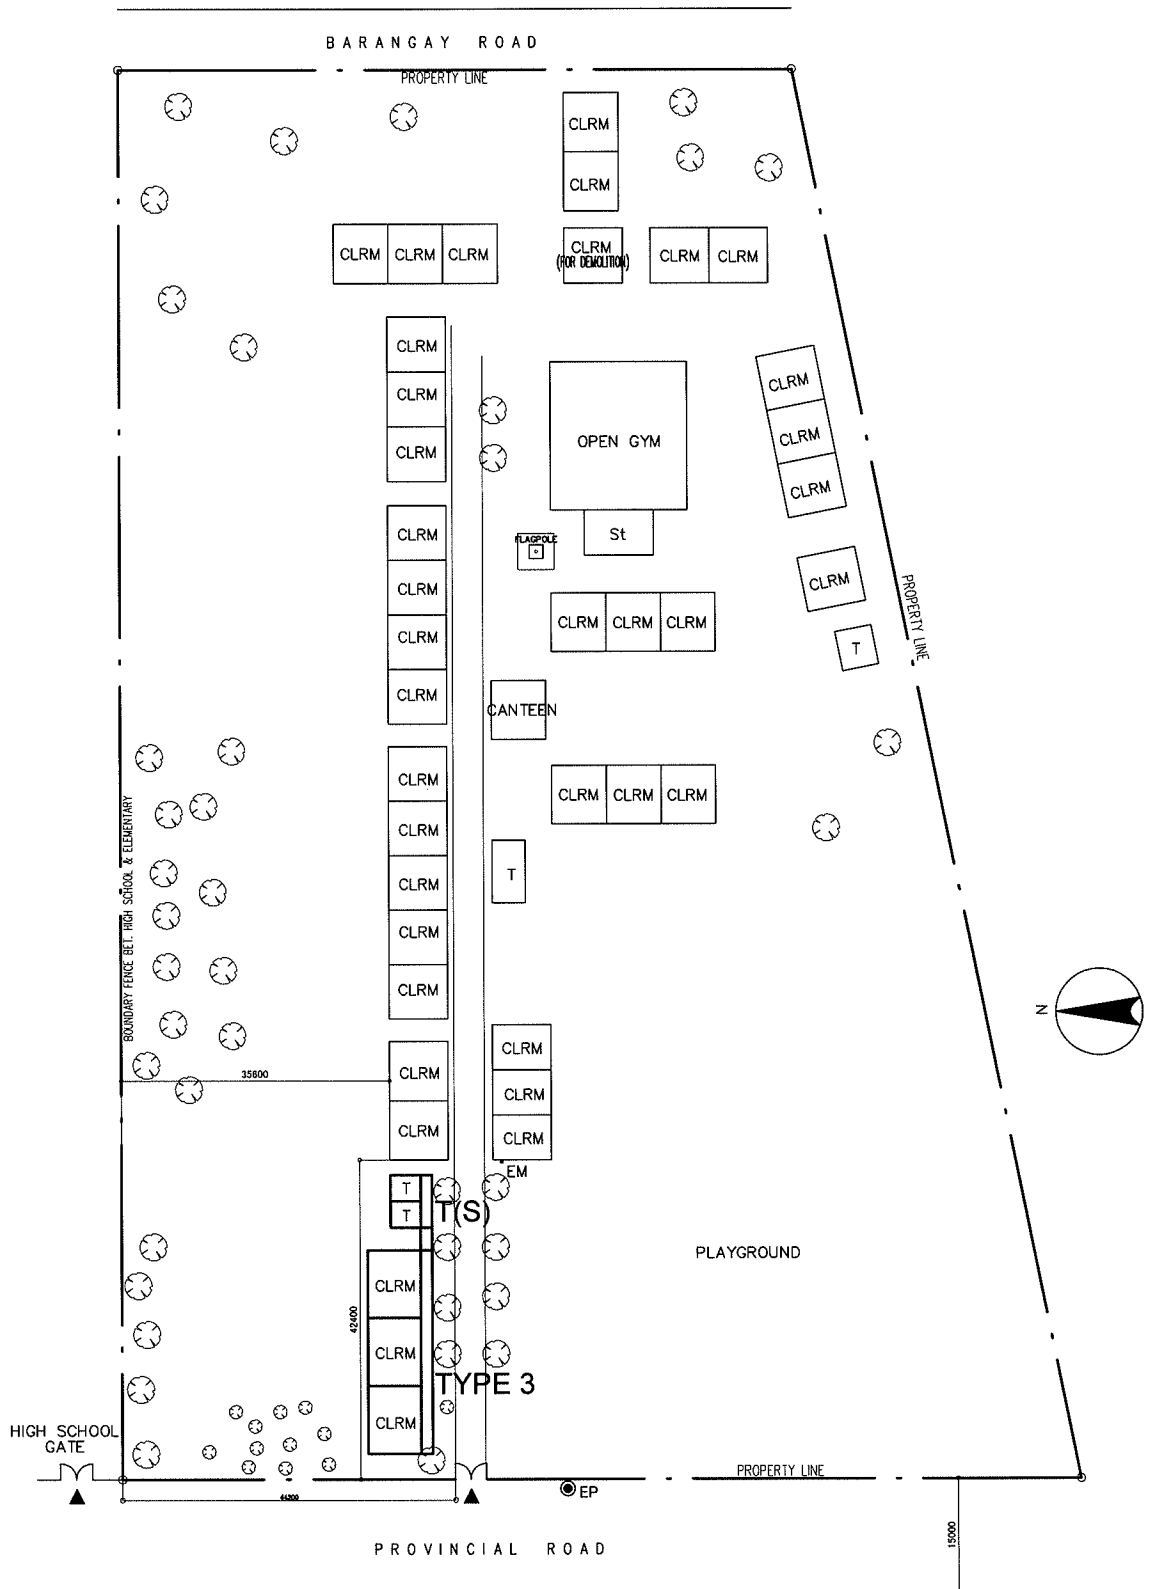 BARANGAY ROAD
PROPERTY LINE
CLRM
CLRM
CLRM CLRM CLRM
CLRM
(FOR DEMOLITION)
CLRM CLRM
CLRM
CLRM
CLRM
OPEN GYM
St
FLAGPOLE
CLRM
CLRM
CLRM
CLRM
T
PROPERTY LINE
CLRM
CLRM
CLRM
CLRM
CLRM CLRM CLRM
CANTEEN
CLRM CLRM CLRM
T
CLRM
CLRM
CLRM
CLRM
CLRM
BOUNDARY FENCE BET. HIGH SCHOOL & ELEMENTARY
N
35600
CLRM
CLRM
CLRM
CLRM
CLRM
EM
T
T
T(S)
PLAYGROUND
42400
CLRM
CLRM
CLRM
TYPE 3
HIGH SCHOOL
GATE
PROPERTY LINE
EP
44200
15000
PROVINCIAL ROAD